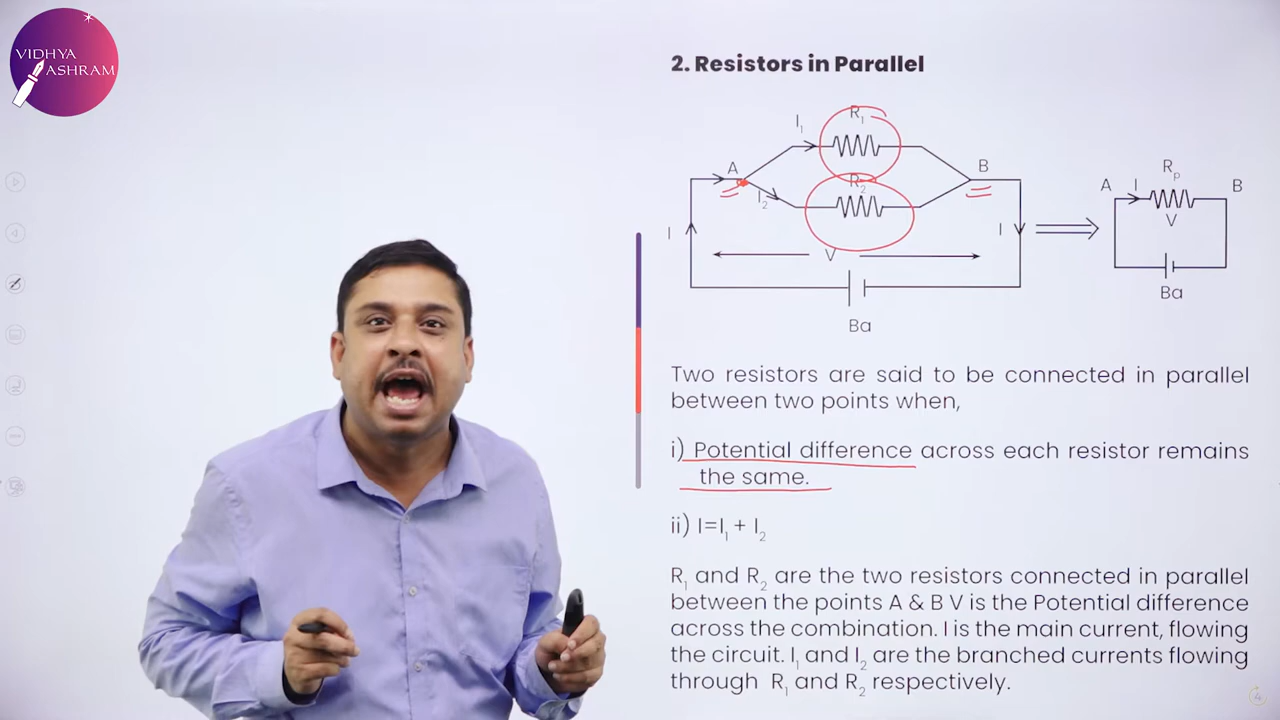 VIDHYA
ASHRAM
2. Resistors in Parallel
I₁ R₁
A B
I₂ R₂
I I
V
Ba
Rₚ
A I B
V
Ba
Two resistors are said to be connected in parallel
between two points when,
i) Potential difference across each resistor remains
the same.
ii) I=I₁ + I₂
R₁ and R₂ are the two resistors connected in parallel
between the points A & B V is the Potential difference
across the combination. I is the main current, flowing
the circuit. I₁ and I₂ are the branched currents flowing
through R₁ and R₂ respectively.
4